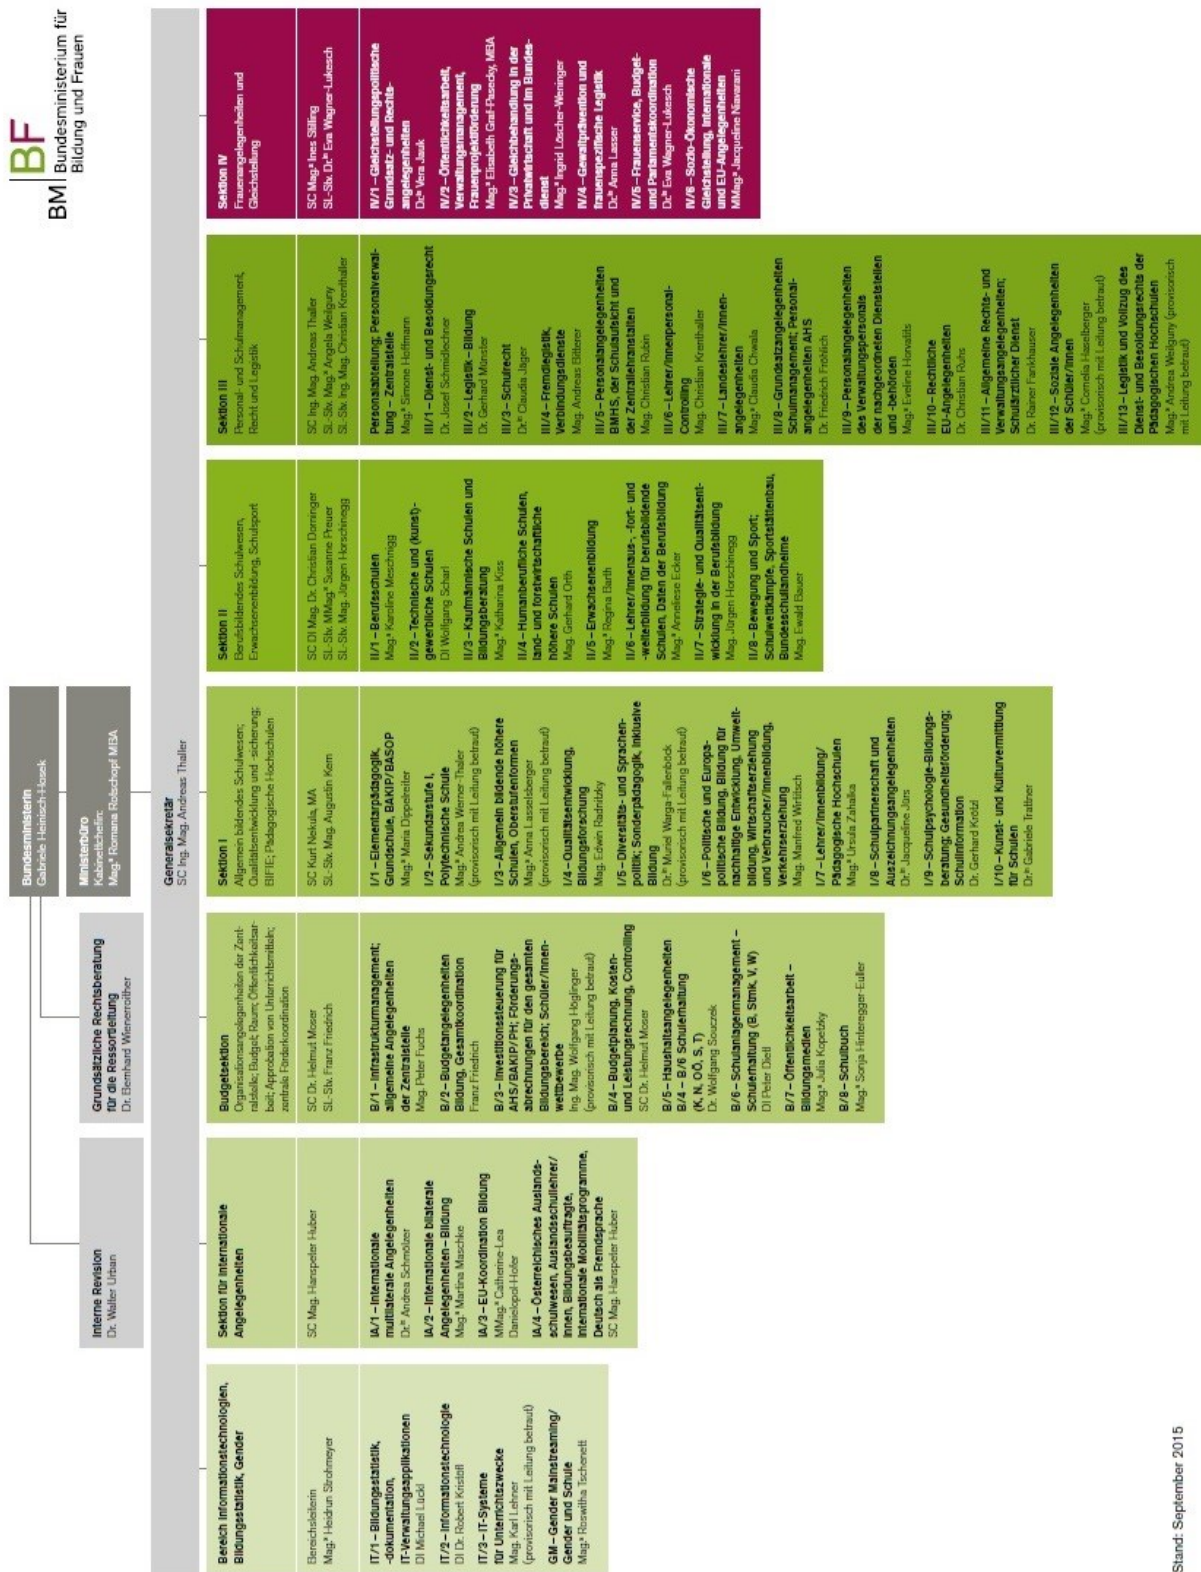 BM BF Bundesministerium für
Bildung und Frauen
Bundesministerin
Gabriele Heinisch-Hosek
Ministerbüro
Kabinettchefin:
Mag.ª Romana Rotschopf MBA
Interne Revision
Dr. Walter Urban
Grundsätzliche Rechtsberatung
für die Ressortleitung
Dr. Bernhard Wienerroither
Generalsekretär
SC Ing. Mag. Andreas Thaller
Bereich Informationstechnologien,
Bildungsstatistik, Gender
Bereichsleiterin
Mag.ª Heidrun Strohmeyer
IT/1 – Bildungsstatistik,
-dokumentation,
IT-Verwaltungsapplikationen
DI Michael Lückl
IT/2 – Informationstechnologie
DI Dr. Robert Kristöfl
IT/3 – IT-Systeme
für Unterrichtszwecke
Mag. Karl Lehner
(provisorisch mit Leitung betraut)
GM – Gender Mainstreaming/
Gender und Schule
Mag.ª Roswitha Tschenett
Sektion für Internationale
Angelegenheiten
SC Mag. Hanspeter Huber
IA/1 – Internationale
multilaterale Angelegenheiten
Dr.ⁱⁿ Andrea Schmölzer
IA/2 – Internationale bilaterale
Angelegenheiten – Bildung
Mag.ª Martina Maschke
IA/3 – EU-Koordination Bildung
MMag.ª Catherine-Lea
Danielopol-Hofer
IA/4 – Österreichisches Auslands-
schulwesen, Auslandsschullehrer/
innen, Bildungsbeauftragte,
Internationale Mobilitätsprogramme,
Deutsch als Fremdsprache
SC Mag. Hanspeter Huber
Budgetsektion
Organisationsangelegenheiten der Zent-
ralstelle; Budget; Raum; Öffentlichkeitsar-
beit; Approbation von Unterrichtsmitteln;
zentrale Förderkoordination
SC Dr. Helmut Moser
SL-Stv. Franz Friedrich
B/1 – Infrastrukturmanagement;
allgemeine Angelegenheiten
der Zentralstelle
Mag. Peter Fuchs
B/2 – Budgetangelegenheiten
Bildung, Gesamtkoordination
Franz Friedrich
B/3 – Investitionssteuerung für
AHS/BAKIP/PH; Förderungs-
abrechnungen für den gesamten
Bildungsbereich; Schüler/innen-
wettbewerbe
Ing. Mag. Wolfgang Höglinger
(provisorisch mit Leitung betraut)
B/4 – Budgetplanung, Kosten-
und Leistungsrechnung, Controlling
SC Dr. Helmut Moser
B/5 – Haushaltsangelegenheiten
B/4 – B/6 Schulerhaltung
(K, N, OÖ, S, T)
Dr. Wolfgang Souczek
B/6 – Schulanlagenmanagement –
Schulerhaltung (B, Stmk, V, W)
DI Peter Dietl
B/7 – Öffentlichkeitsarbeit –
Bildungsmedien
Mag.ª Julia Kopetzky
B/8 – Schulbuch
Mag.ª Sonja Hinteregger-Euller
Sektion I
Allgemein bildendes Schulwesen;
Qualitätsentwicklung und -sicherung;
BIFIE; Pädagogische Hochschulen
SC Kurt Nekula, MA
SL-Stv. Mag. Augustin Kern
I/1 – Elementarpädagogik,
Grundschule, BAKIP/BASOP
Mag.ª Maria Dippelreiter
I/2 – Sekundarstufe I,
Polytechnische Schule
Mag.ª Andrea Werner-Thaler
(provisorisch mit Leitung betraut)
I/3 – Allgemein bildende höhere
Schulen, Oberstufenformen
Mag.ª Anna Lasselsberger
(provisorisch mit Leitung betraut)
I/4 – Qualitätsentwicklung,
Bildungsforschung
Mag. Edwin Radnitzky
I/5 – Diversitäts- und Sprachen-
politik; Sonderpädagogik, Inklusive
Bildung
Dr.ⁱⁿ Muriel Warga-Fallenböck
(provisorisch mit Leitung betraut)
I/6 – Politische und Europa-
politische Bildung, Bildung für
nachhaltige Entwicklung, Umwelt-
bildung, Wirtschaftserziehung
und Verbraucher/innenbildung,
Verkehrserziehung
Mag. Manfred Wirtitsch
I/7 – Lehrer/innenbildung/
Pädagogische Hochschulen
Mag.ª Ursula Zahalka
I/8 – Schulpartnerschaft und
Auszeichnungsangelegenheiten
Dr.ⁱⁿ Jacqueline Jürs
I/9 – Schulpsychologie-Bildungs-
beratung; Gesundheitsförderung;
Schulinformation
Dr. Gerhard Krötzl
I/10 – Kunst- und Kulturvermittlung
für Schulen
Dr.ⁱⁿ Gabriele Trattner
Sektion II
Berufsbildendes Schulwesen,
Erwachsenenbildung, Schulsport
SC DI Mag. Dr. Christian Dorninger
SL-Stv. MMagª Susanne Preuer
SL-Stv. Mag. Jürgen Horschinegg
II/1 – Berufsschulen
Mag.ª Karoline Meschnigg
II/2 – Technische und (kunst)-
gewerbliche Schulen
DI Wolfgang Scharl
II/3 – Kaufmännische Schulen und
Bildungsberatung
Mag.ª Katharina Kiss
II/4 – Humanberufliche Schulen,
land- und forstwirtschaftliche
höhere Schulen
Mag. Gerhard Orth
II/5 – Erwachsenenbildung
Mag.ª Regina Barth
II/6 – Lehrer/innenaus-, -fort- und
-weiterbildung für berufsbildende
Schulen, Daten der Berufsbildung
Mag.ª Anneliese Ecker
II/7 – Strategie- und Qualitätsent-
wicklung in der Berufsbildung
Mag. Jürgen Horschinegg
II/8 – Bewegung und Sport;
Schulwettkämpfe, Sportstättenbau,
Bundesschullandheime
Mag. Ewald Bauer
Sektion III
Personal- und Schulmanagement,
Recht und Legistik
SC Ing. Mag. Andreas Thaller
SL-Stv. Mag.ª Angela Weilguny
SL-Stv. Ing. Mag. Christian Krenthaller
Personalabteilung; Personalverwal-
tung – Zentralstelle
Mag.ª Simone Hoffmann
III/1 – Dienst- und Besoldungsrecht
Dr. Josef Schmidlechner
III/2 – Legistik – Bildung
Dr. Gerhard Münster
III/3 – Schulrecht
Dr.ⁱⁿ Claudia Jäger
III/4 – Fremdlegistik,
Verbindungsdienste
Mag. Andreas Bitterer
III/5 – Personalangelegenheiten
BMHS, der Schulaufsicht und
der Zentrallehranstalten
Mag. Christian Rubin
III/6 – Lehrer/innenpersonal-
Controlling
Mag. Christian Krenthaller
III/7 – Landeslehrer/innen-
angelegenheiten
Mag.ª Claudia Chwala
III/8 – Grundsatzangelegenheiten
Schulmanagement; Personal-
angelegenheiten AHS
Dr. Friedrich Fröhlich
III/9 – Personalangelegenheiten
des Verwaltungspersonals
der nachgeordneten Dienststellen
und -behörden
Mag.ª Eveline Horvatits
III/10 – Rechtliche
EU-Angelegenheiten
Dr. Christian Ruhs
III/11 – Allgemeine Rechts- und
Verwaltungsangelegenheiten;
Schulärztlicher Dienst
Dr. Rainer Fankhauser
III/12 – Soziale Angelegenheiten
der Schüler/innen
Mag.ª Cornelia Haselberger
(provisorisch mit Leitung betraut)
III/13 – Legistik und Vollzug des
Dienst- und Besoldungsrechts der
Pädagogischen Hochschulen
Mag.ª Andrea Weilguny (provisorisch
mit Leitung betraut)
Sektion IV
Frauenangelegenheiten und
Gleichstellung
SC Mag.ª Ines Stilling
SL-Stv. Dr.ⁱⁿ Eva Wagner-Lukesch
IV/1 – Gleichstellungspolitische
Grundsatz- und Rechts-
angelegenheiten
Dr.ⁱⁿ Vera Jauk
IV/2 – Öffentlichkeitsarbeit,
Verwaltungsmanagement,
Frauenprojektförderung
Mag.ª Elisabeth Graf-Pasecky, MBA
IV/3 – Gleichbehandlung in der
Privatwirtschaft und im Bundes-
dienst
Mag.ª Ingrid Löscher-Weninger
IV/4 – Gewaltprävention und
frauenspezifische Legistik
Dr.ⁱⁿ Anna Lasser
IV/5 – Frauenservice, Budget-
und Parlamentskoordination
Dr.ⁱⁿ Eva Wagner-Lukesch
IV/6 – Sozio-Ökonomische
Gleichstellung, Internationale
und EU-Angelegenheiten
MMag.ª Jacqueline Niavarani
Stand: September 2015